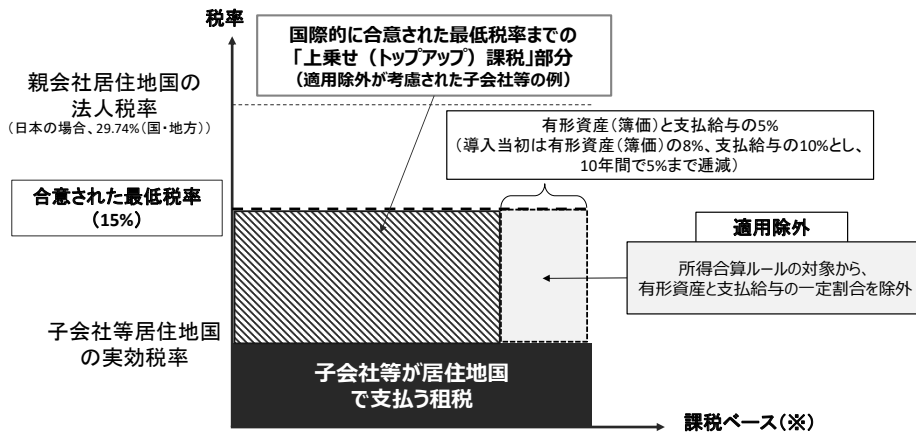 税率
国際的に合意された最低税率までの
「上乗せ（トップアップ）課税」部分
（適用除外が考慮された子会社等の例）
親会社居住地国の
法人税率
（日本の場合、29.74%（国・地方））
有形資産（簿価）と支払給与の5%
（導入当初は有形資産（簿価）の8%、支払給与の10%とし、
10年間で5%まで逓減）
合意された最低税率
（15%）
適用除外
所得合算ルールの対象から、
有形資産と支払給与の一定割合を除外
子会社等居住地国
の実効税率
子会社等が居住地国
で支払う租税
課税ベース（※）